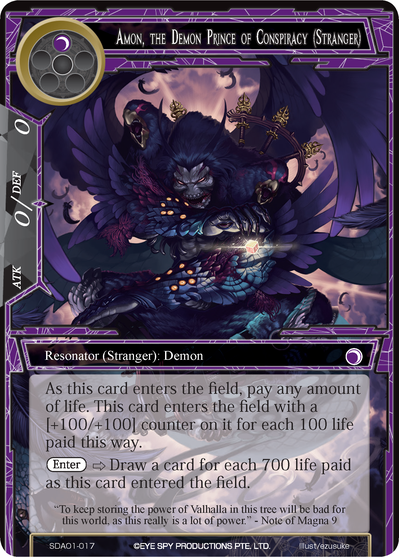 Amon, the Demon Prince of Conspiracy (Stranger)
0
0/
DEF
ATK
Resonator (Stranger): Demon
As this card enters the field, pay any amount
of life. This card enters the field with a
[+100/+100] counter on it for each 100 life
paid this way.
Enter ⇨ Draw a card for each 700 life paid
as this card entered the field.
"To keep storing the power of Valhalla in this tree will be bad for
this world, as this really is a lot of power." - Note of Magna 9
SDA01-017 ©EYE SPY PRODUCTIONS PTE. LTD. Illust/ezusuke